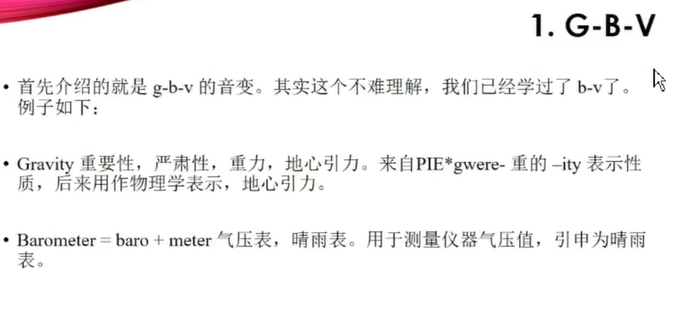 1. G-B-V
• 首先介绍的就是 g-b-v 的音变。其实这个不难理解，我们已经学过了 b-v了。
例子如下：
• Gravity 重要性，严肃性，重力，地心引力。来自PIE*gwere- 重的 –ity 表示性
质，后来用作物理学表示，地心引力。
• Barometer = baro + meter 气压表，晴雨表。用于测量仪器气压值，引申为晴雨
表。